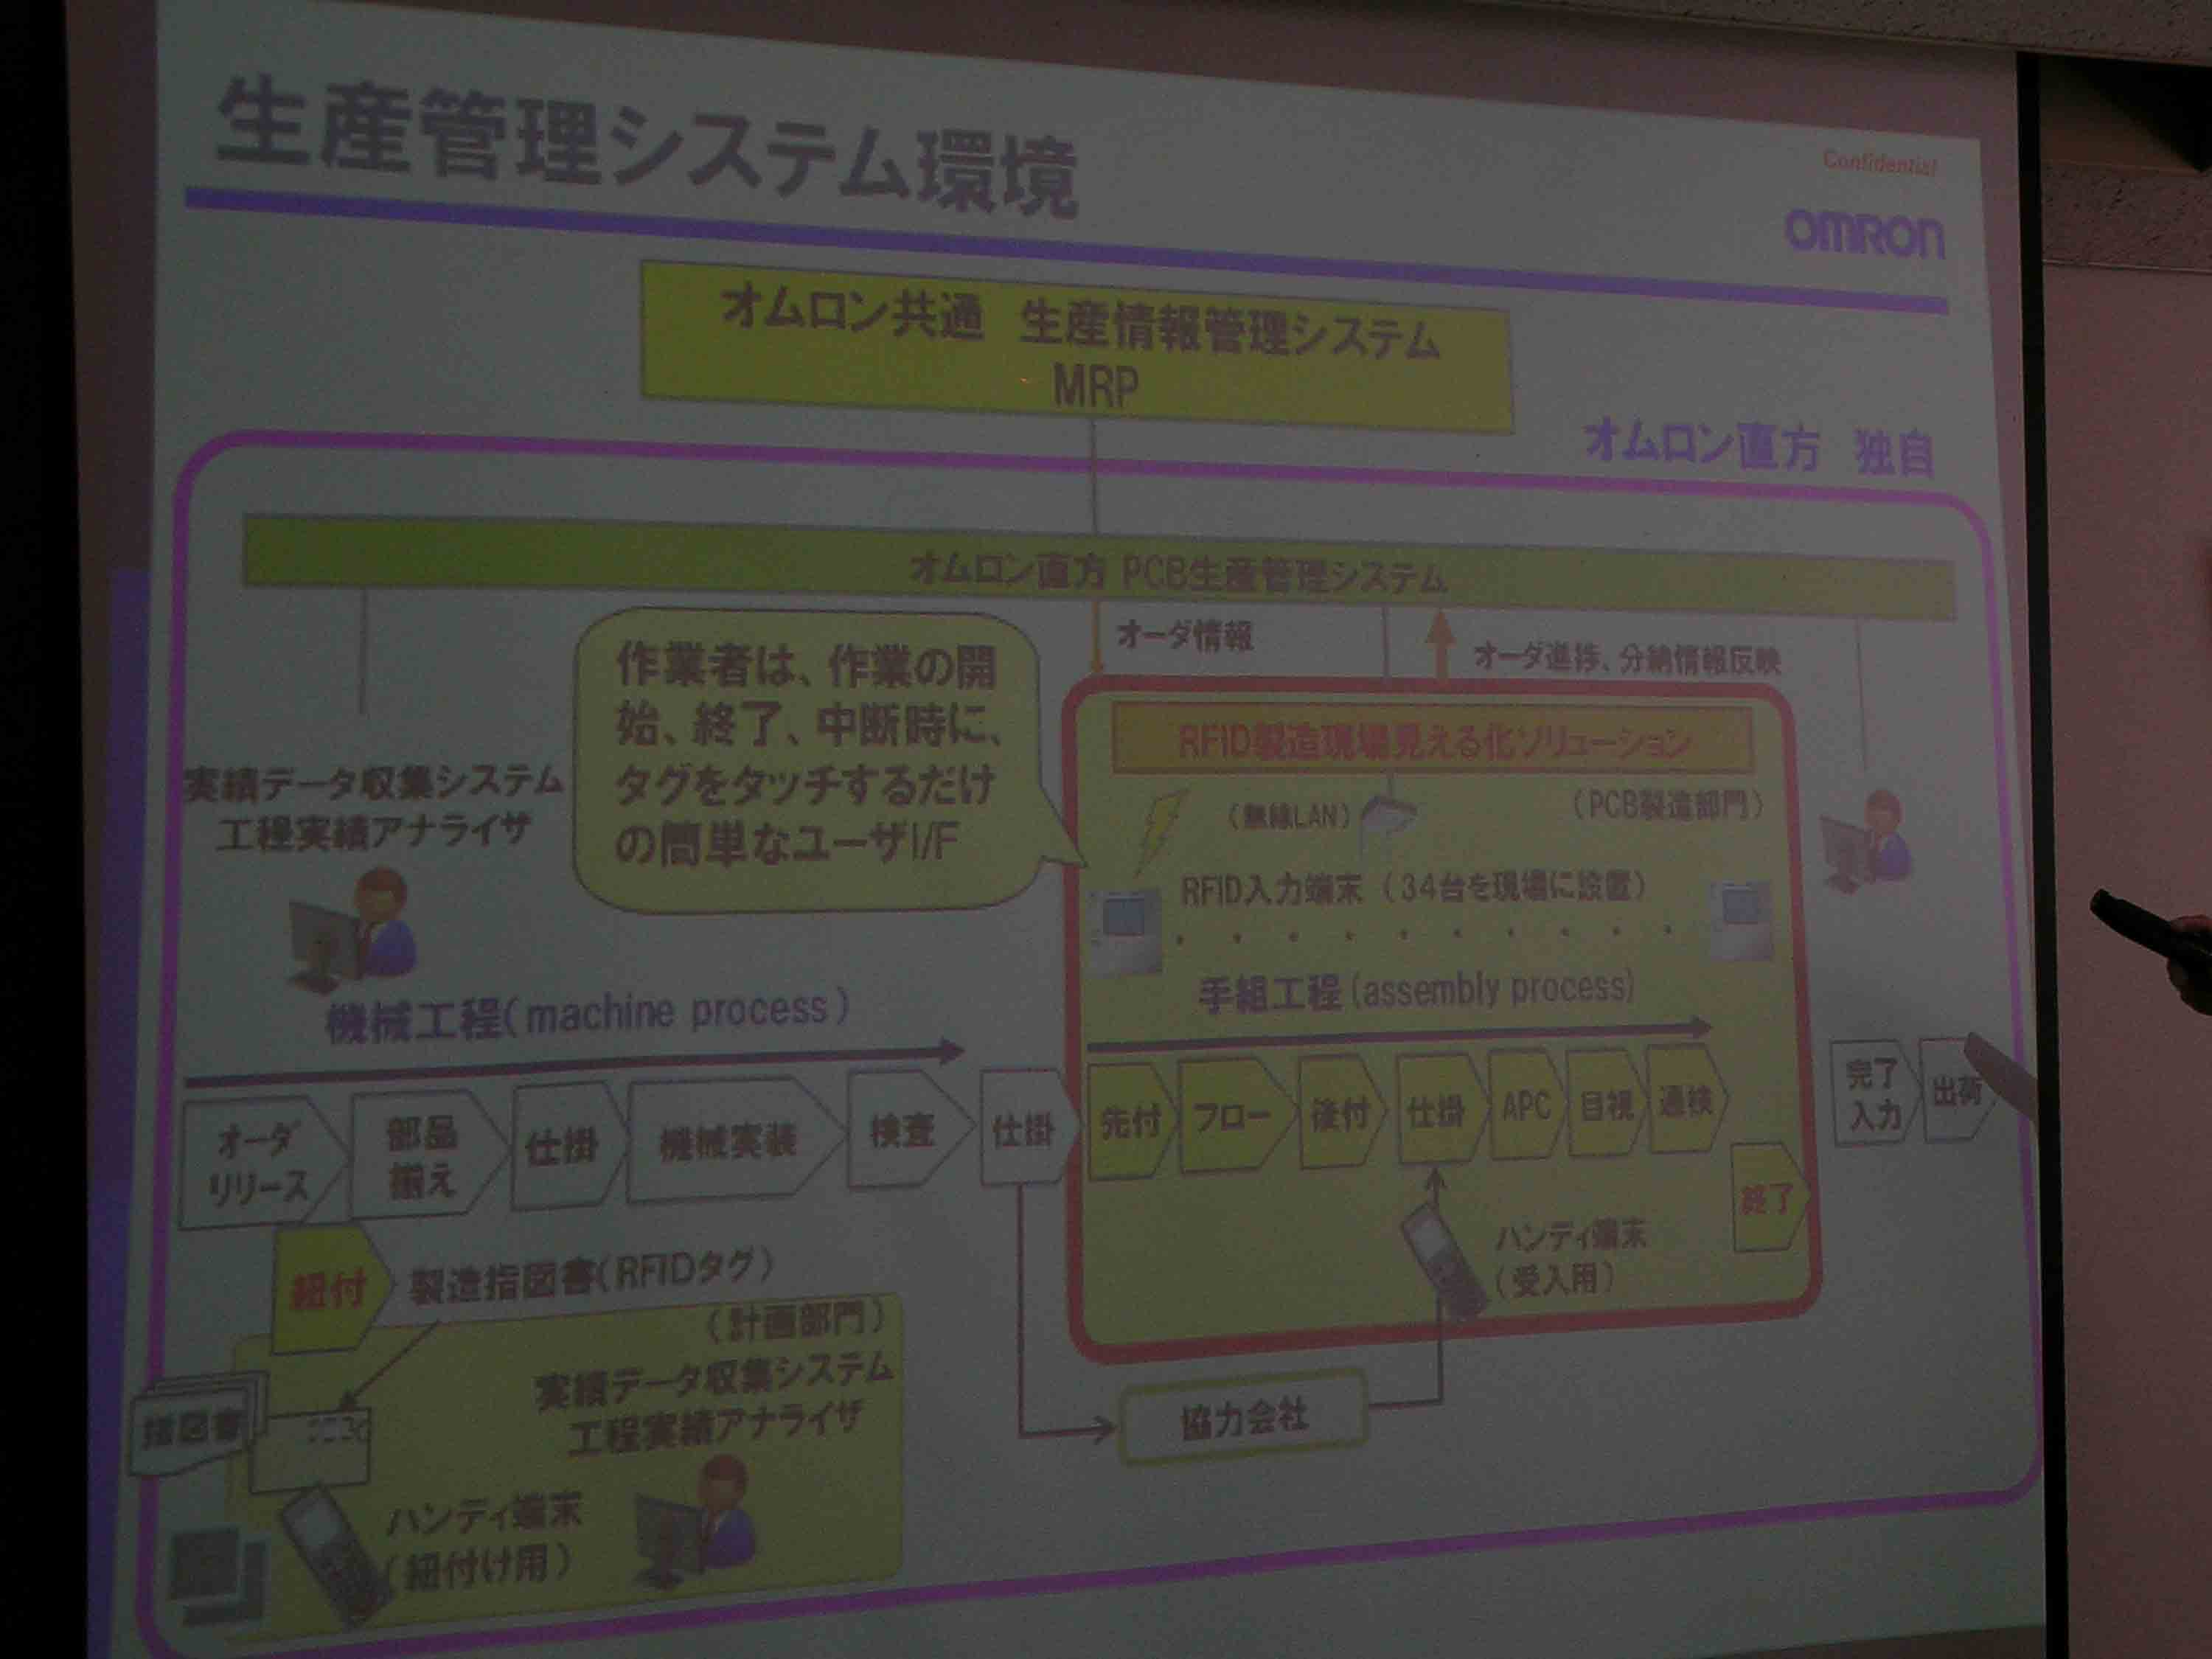 生産管理システム環境
Confidential
OMRON
オムロン共通 生産情報管理システム
MRP
オムロン直方 独自
オムロン直方 PCB生産管理システム
オーダ情報
オーダ進捗、分納情報反映
作業者は、作業の開
始、終了、中断時に、
タグをタッチするだけ
の簡単なユーザI/F
RFID製造現場見える化ソリューション
(無線LAN)
(PCB製造部門)
RFID入力端末(34台を現場に設置)
実績データ収集システム
工程実績アナライザ
機械工程(machine process)
手組工程(assembly process)
オーダ
リリース
部品
揃え
仕掛
機械実装
検査
仕掛
先付
フロー
後付
仕掛
APC
目視
通検
終了
完了
入力
出荷
紐付
製造指図書(RFIDタグ)
ハンディ端末
(受入用)
(計画部門)
実績データ収集システム
工程実績アナライザ
指図書
協力会社
ハンディ端末
(紐付け用)